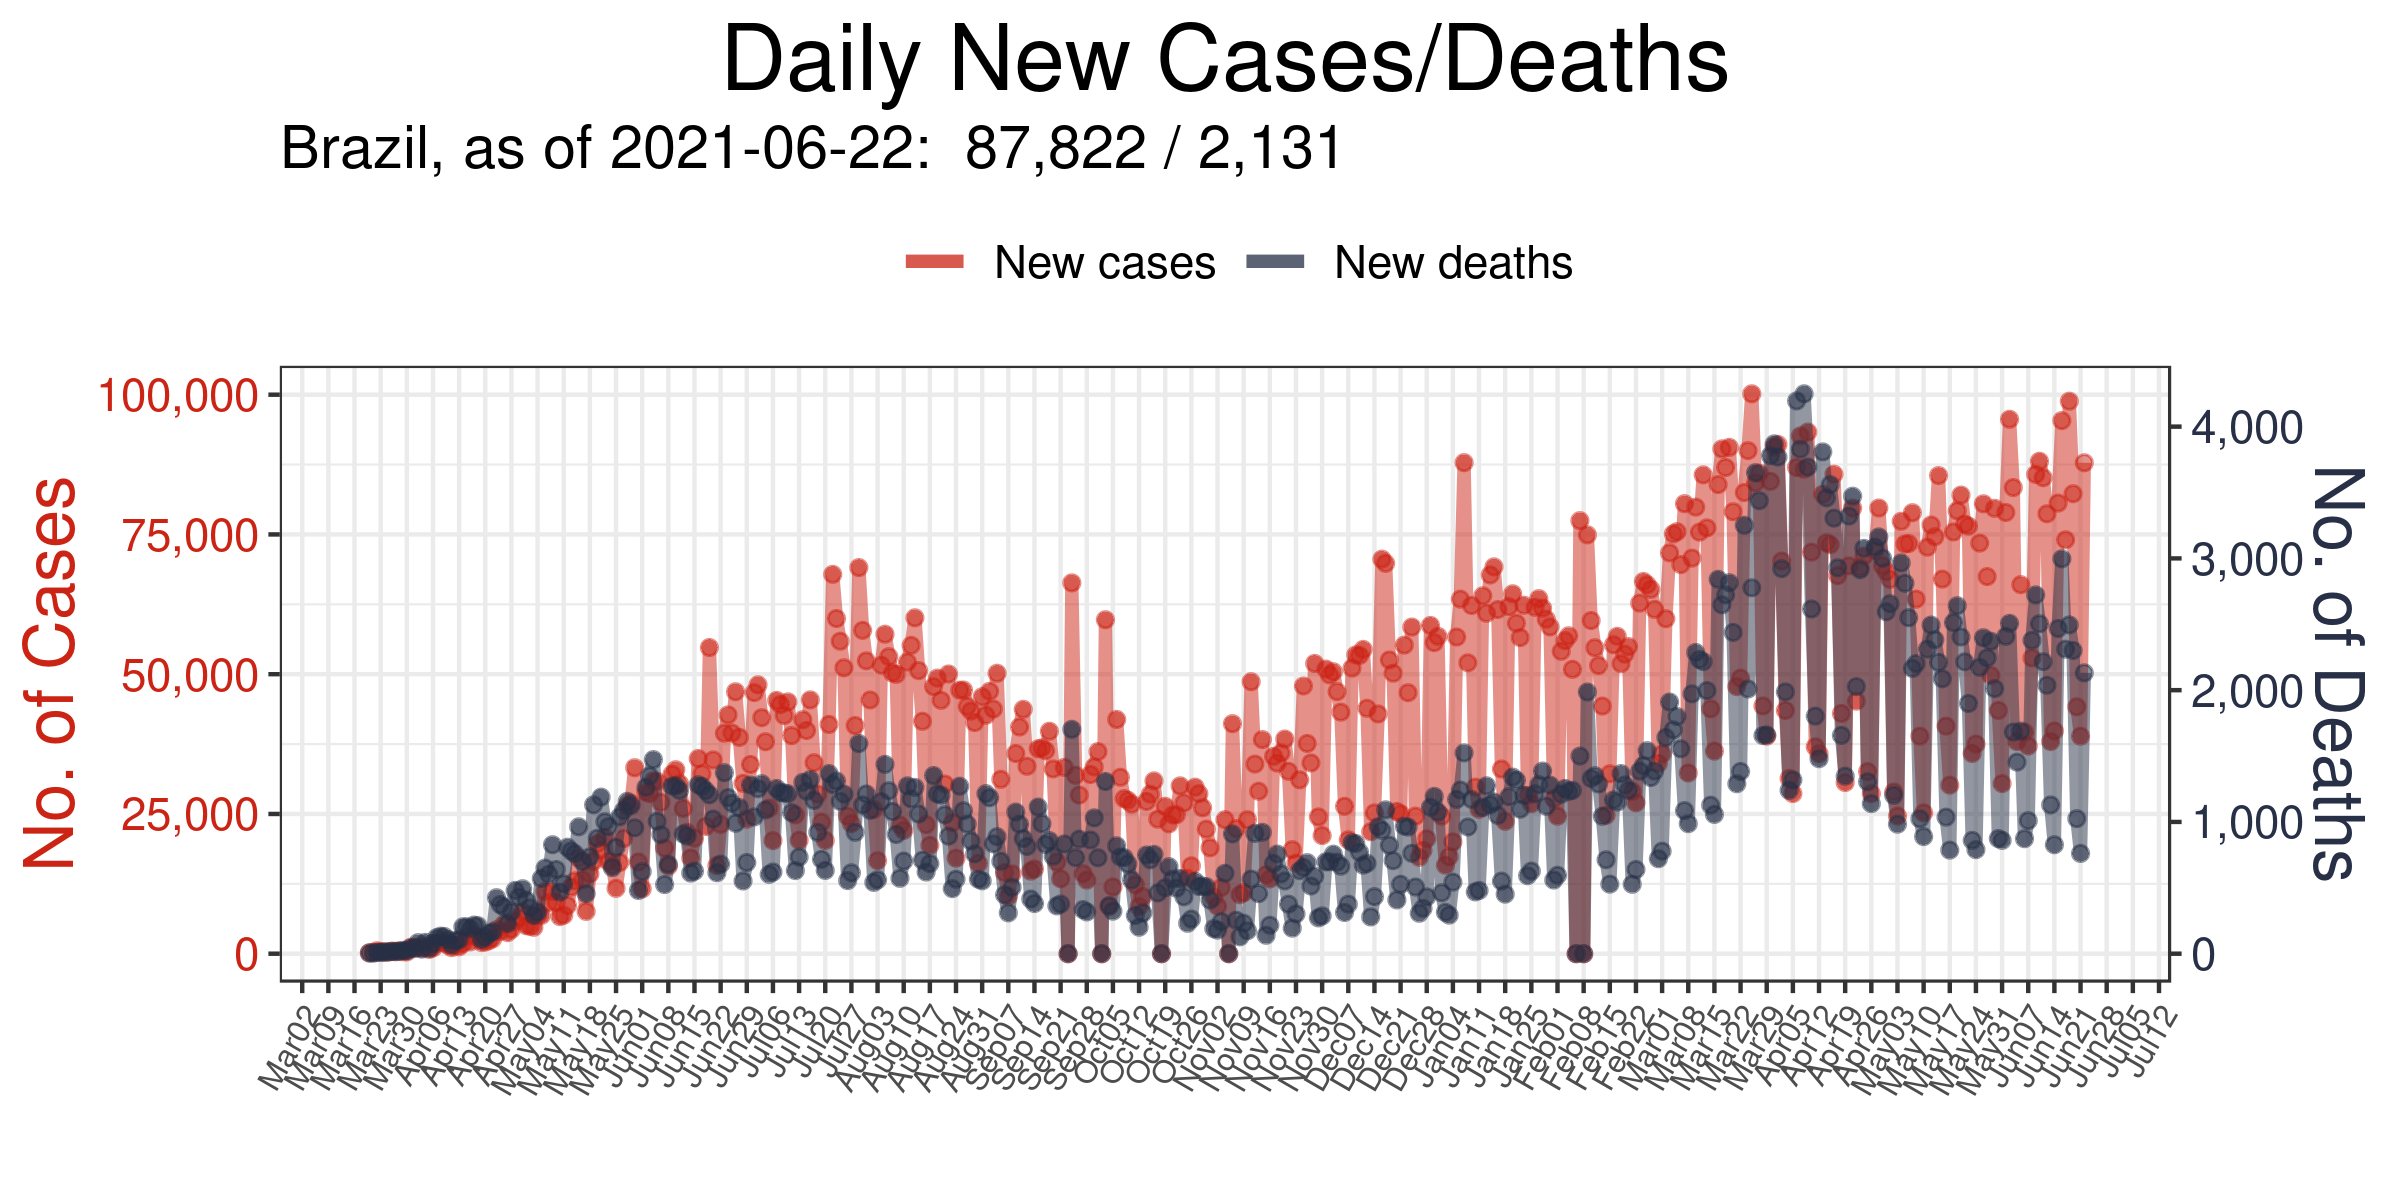 Daily New Cases/Deaths
Brazil, as of 2021-06-22: 87,822 / 2,131
New cases
New deaths
No. of Cases
100,000
75,000
50,000
25,000
0
4,000
3,000
2,000
1,000
0
No. of Deaths
Mar02
Mar09
Mar16
Mar23
Mar30
Apr06
Apr13
Apr20
Apr27
May04
May11
May18
May25
Jun01
Jun08
Jun15
Jun22
Jun29
Jul06
Jul13
Jul20
Jul27
Aug03
Aug10
Aug17
Aug24
Aug31
Sep07
Sep14
Sep21
Sep28
Oct05
Oct12
Oct19
Oct26
Nov02
Nov09
Nov16
Nov23
Nov30
Dec07
Dec14
Dec21
Dec28
Jan04
Jan11
Jan18
Jan25
Feb01
Feb08
Feb15
Feb22
Mar01
Mar08
Mar15
Mar22
Mar29
Apr05
Apr12
Apr19
Apr26
May03
May10
May17
May24
May31
Jun07
Jun14
Jun21
Jun28
Jul05
Jul12